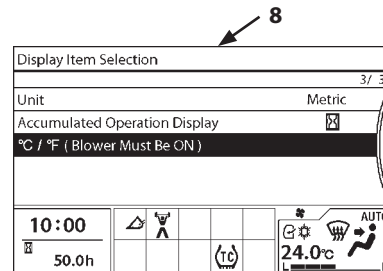 8
Display Item Selection
3/ 3
Unit Metric
Accumulated Operation Display
°C / °F ( Blower Must Be ON )
10:00
50.0h
(TC)
AUTO
24.0°C